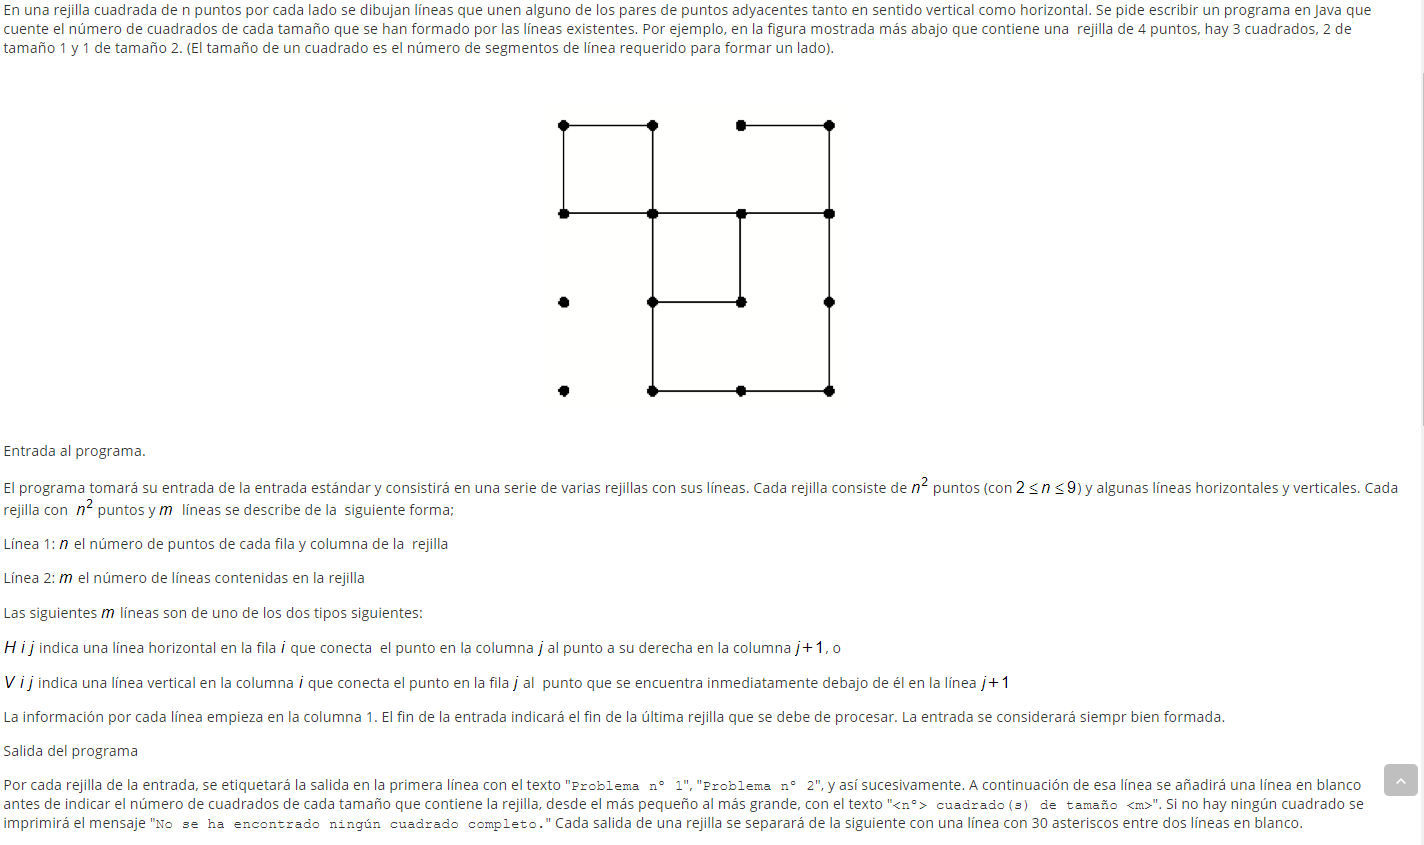 En una rejilla cuadrada de n puntos por cada lado se dibujan líneas que unen alguno de los pares de puntos adyacentes tanto en sentido vertical como horizontal. Se pide escribir un programa en Java que
cuente el número de cuadrados de cada tamaño que se han formado por las líneas existentes. Por ejemplo, en la figura mostrada más abajo que contiene una rejilla de 4 puntos, hay 3 cuadrados, 2 de
tamaño 1 y 1 de tamaño 2. (El tamaño de un cuadrado es el número de segmentos de línea requerido para formar un lado).
Entrada al programa.
El programa tomará su entrada de la entrada estándar y consistirá en una serie de varias rejillas con sus líneas. Cada rejilla consiste de n² puntos (con 2 ≤ n ≤ 9) y algunas líneas horizontales y verticales. Cada
rejilla con n² puntos y m líneas se describe de la siguiente forma;
Línea 1: n el número de puntos de cada fila y columna de la rejilla
Línea 2: m el número de líneas contenidas en la rejilla
Las siguientes m líneas son de uno de los dos tipos siguientes:
H i j indica una línea horizontal en la fila i que conecta el punto en la columna j al punto a su derecha en la columna j+1, o
V i j indica una línea vertical en la columna i que conecta el punto en la fila j al punto que se encuentra inmediatamente debajo de él en la línea j+1
La información por cada línea empieza en la columna 1. El fin de la entrada indicará el fin de la última rejilla que se debe de procesar. La entrada se considerará siempr bien formada.
Salida del programa
Por cada rejilla de la entrada, se etiquetará la salida en la primera línea con el texto "Problema n° 1", "Problema n° 2", y así sucesivamente. A continuación de esa línea se añadirá una línea en blanco
antes de indicar el número de cuadrados de cada tamaño que contiene la rejilla, desde el más pequeño al más grande, con el texto "<n°> cuadrado(s) de tamaño <m>". Si no hay ningún cuadrado se
imprimirá el mensaje "No se ha encontrado ningún cuadrado completo." Cada salida de una rejilla se separará de la siguiente con una línea con 30 asteriscos entre dos líneas en blanco.